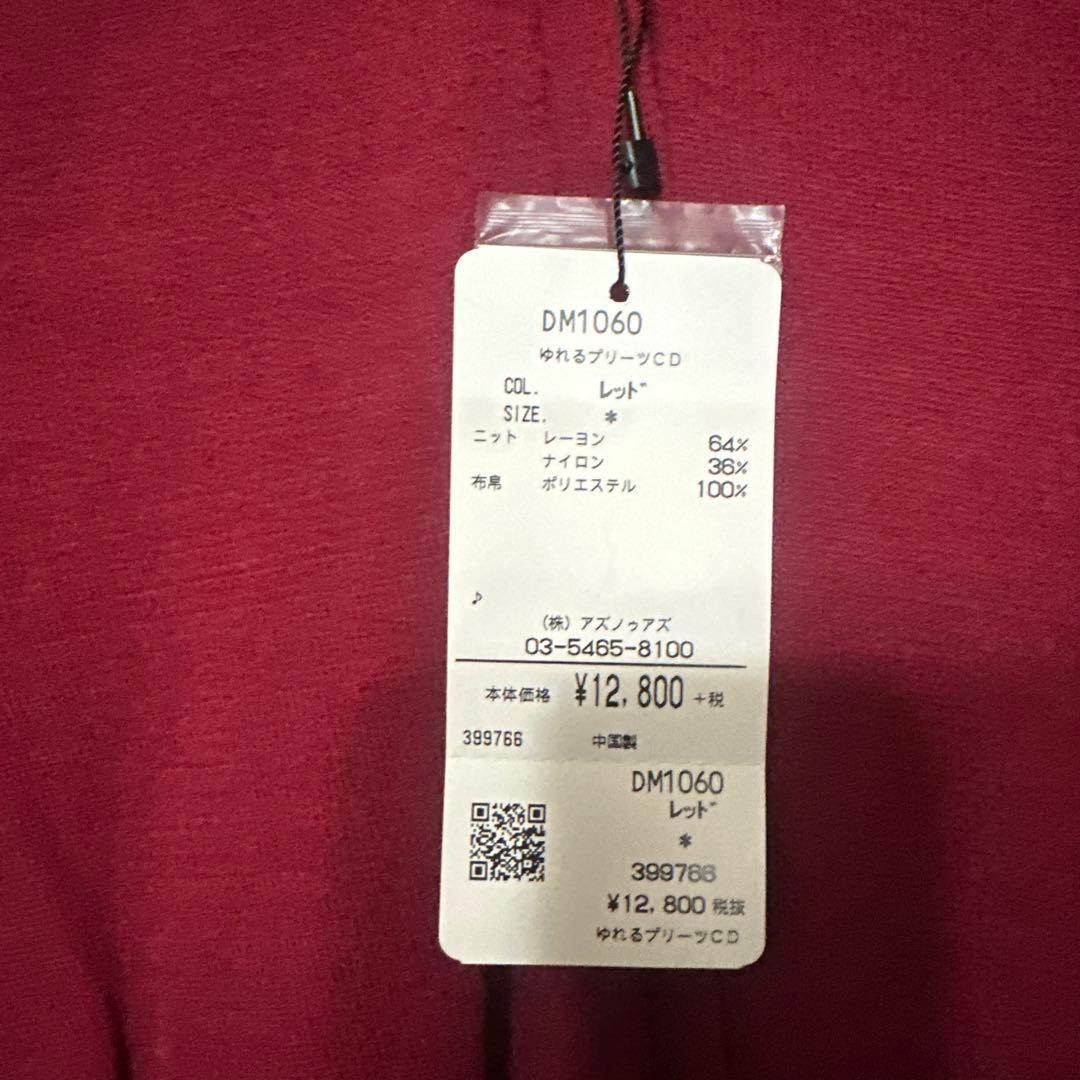 DM1060
ゆれるプリーツCD
COL. レッド
SIZE. *
ニット レーヨン 64%
ナイロン 36%
布帛 ポリエステル 100%
♪
(株) アズノゥアズ
03-5465-8100
本体価格 ¥12,800 +税
399766 中国製
DM1060
レッド
*
399766
¥12,800 税抜
ゆれるプリーツCD